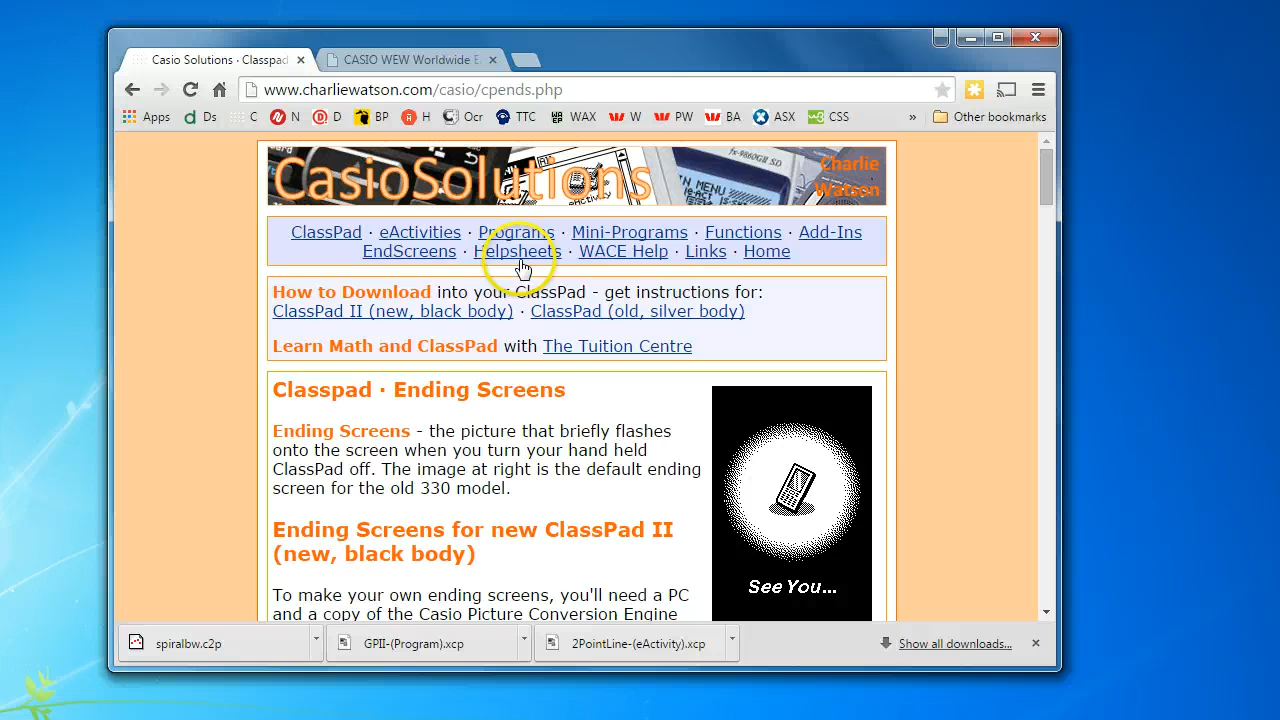 Casio Solutions · Classpad
CASIO WEW Worldwide E
www.charliewatson.com/casio/cpends.php
Apps Ds C N D BP H Ocr TTC WAX W PW BA ASX CSS » Other bookmarks
CasioSolutions
Charlie
Watson
fx-9860GII SD
IN MENU
eActivity
ClassPad · eActivities · Programs · Mini-Programs · Functions · Add-Ins
EndScreens · Helpsheets · WACE Help · Links · Home
How to Download into your ClassPad - get instructions for:
ClassPad II (new, black body) · ClassPad (old, silver body)
Learn Math and ClassPad with The Tuition Centre
Classpad · Ending Screens
Ending Screens - the picture that briefly flashes
onto the screen when you turn your hand held
ClassPad off. The image at right is the default ending
screen for the old 330 model.
See You...
Ending Screens for new ClassPad II
(new, black body)
To make your own ending screens, you'll need a PC
and a copy of the Casio Picture Conversion Engine
spiralbw.c2p
GPII-(Program).xcp
2PointLine-(eActivity).xcp
Show all downloads...